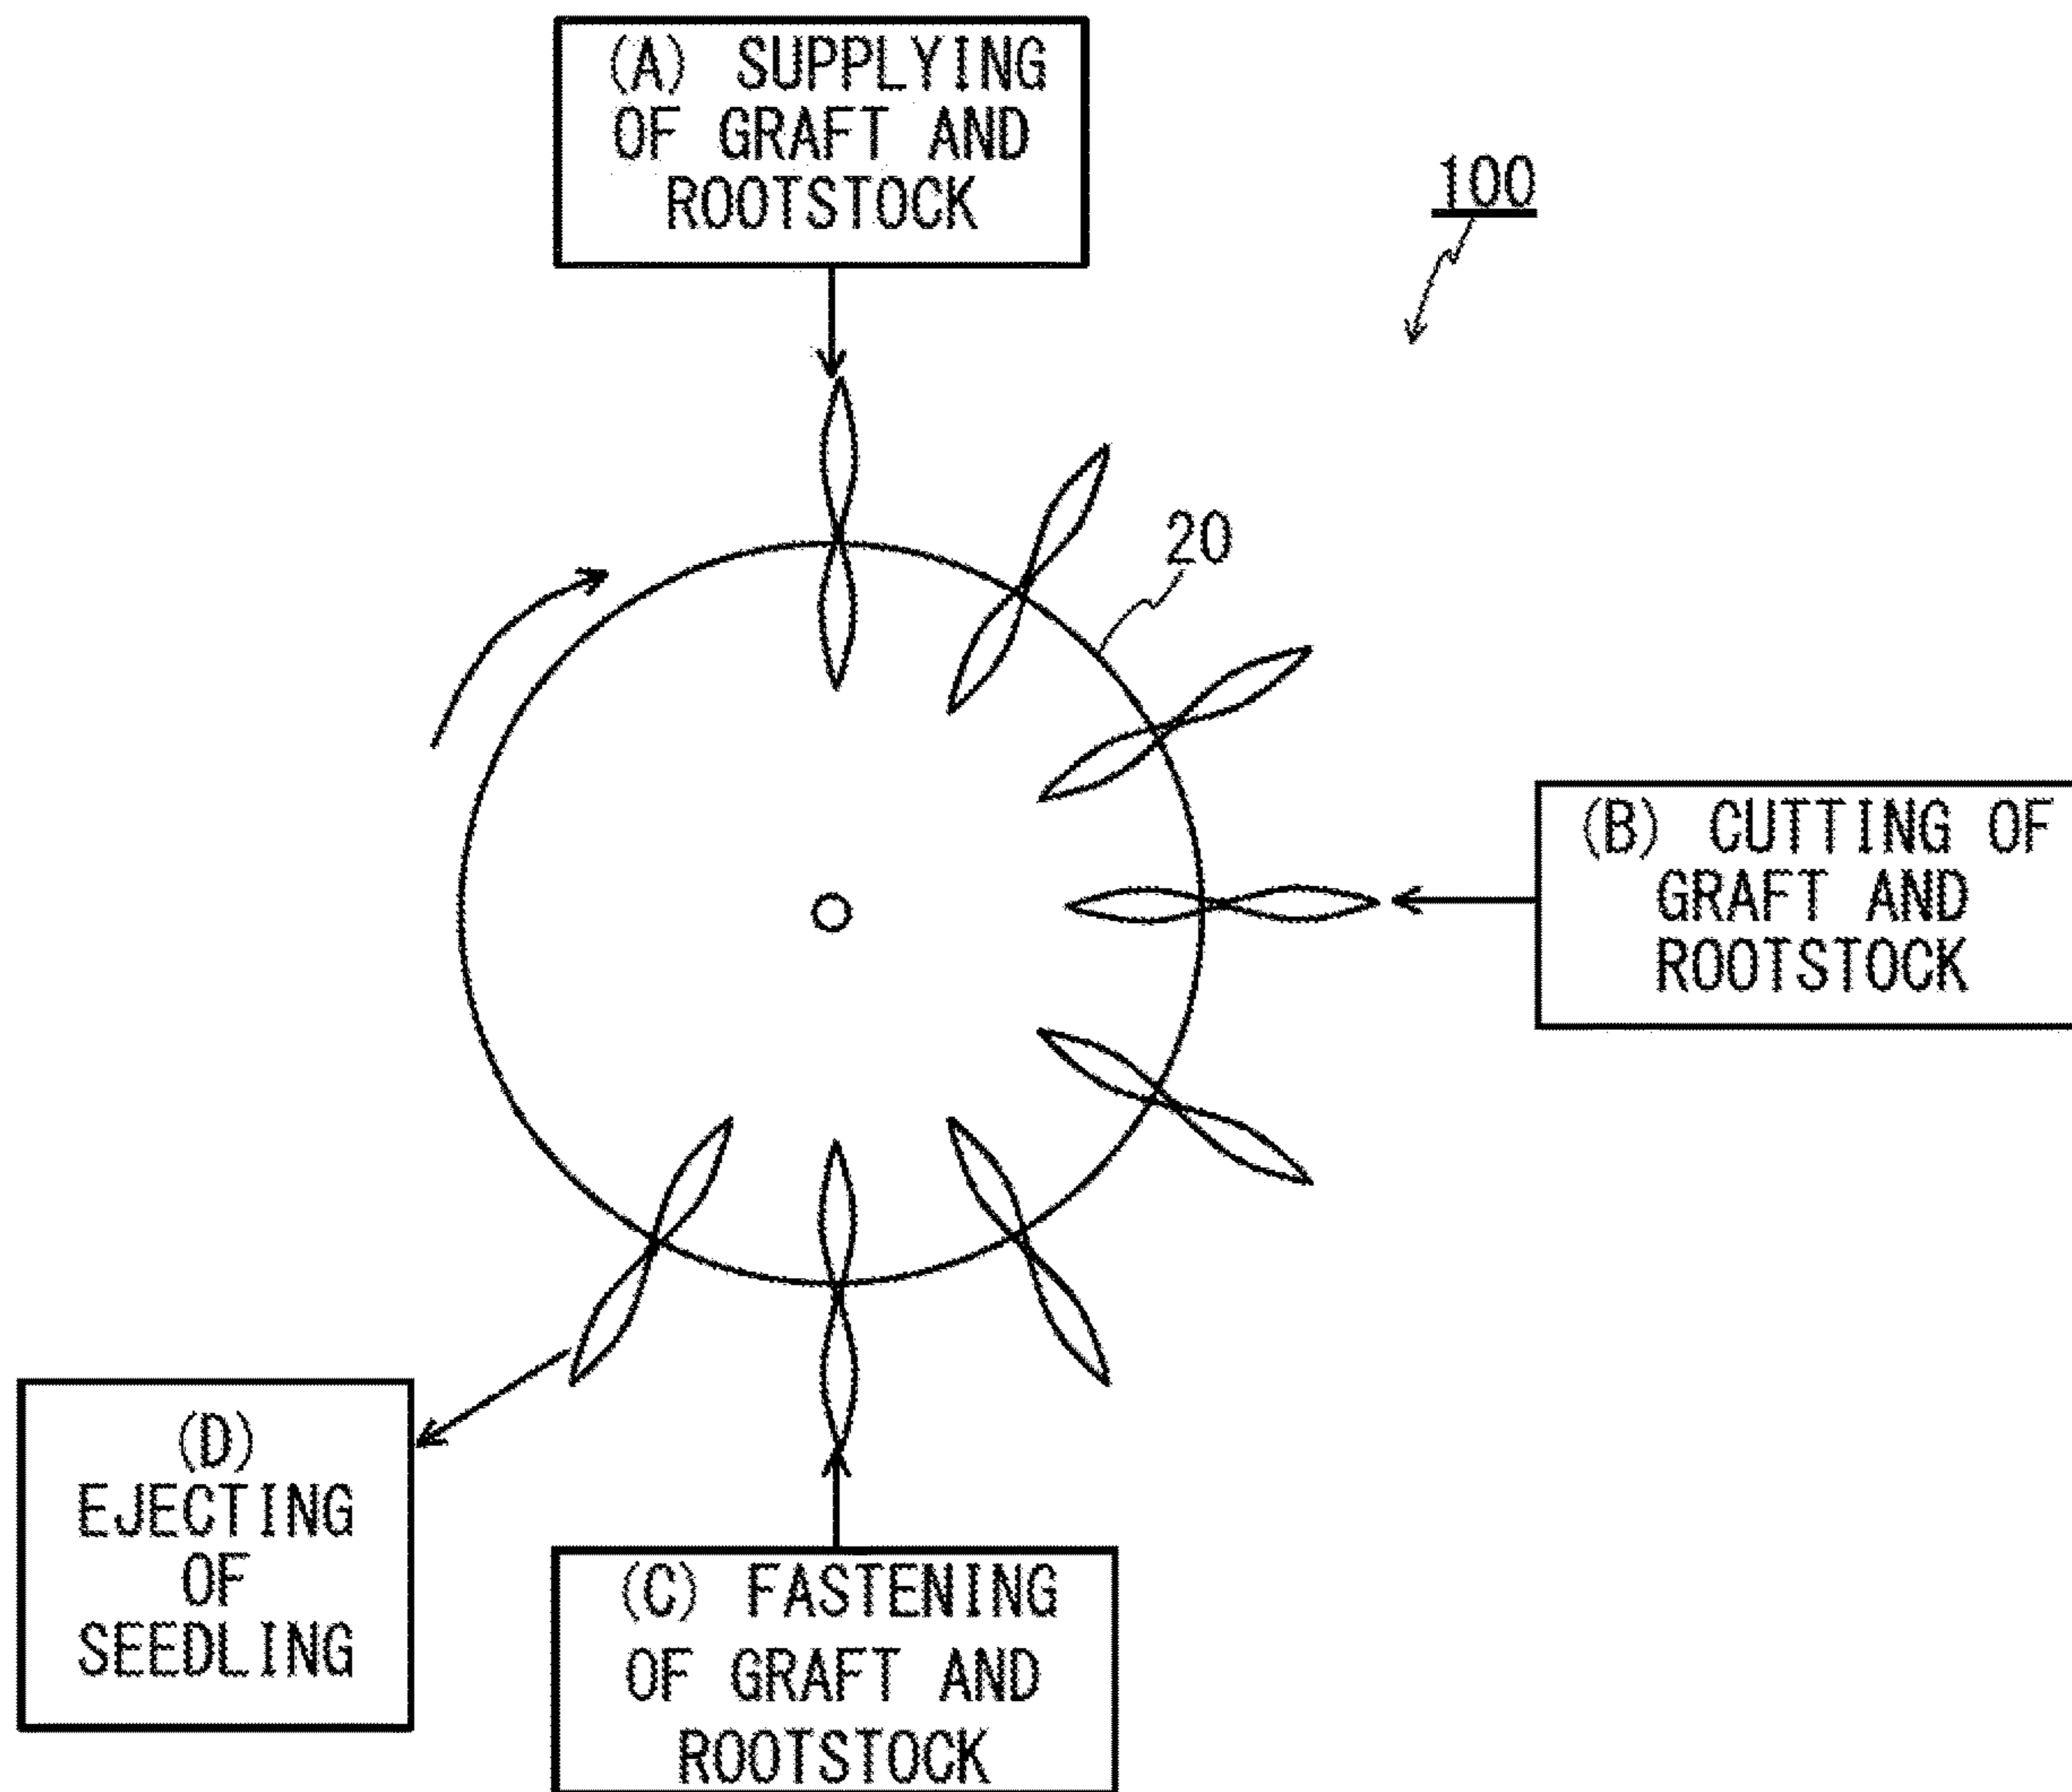 (A) SUPPLYING
OF GRAFT AND
ROOTSTOCK
100
20
(B) CUTTING OF
GRAFT AND
ROOTSTOCK
(D)
EJECTING
OF
SEEDLING
(C) FASTENING
OF GRAFT AND
ROOTSTOCK